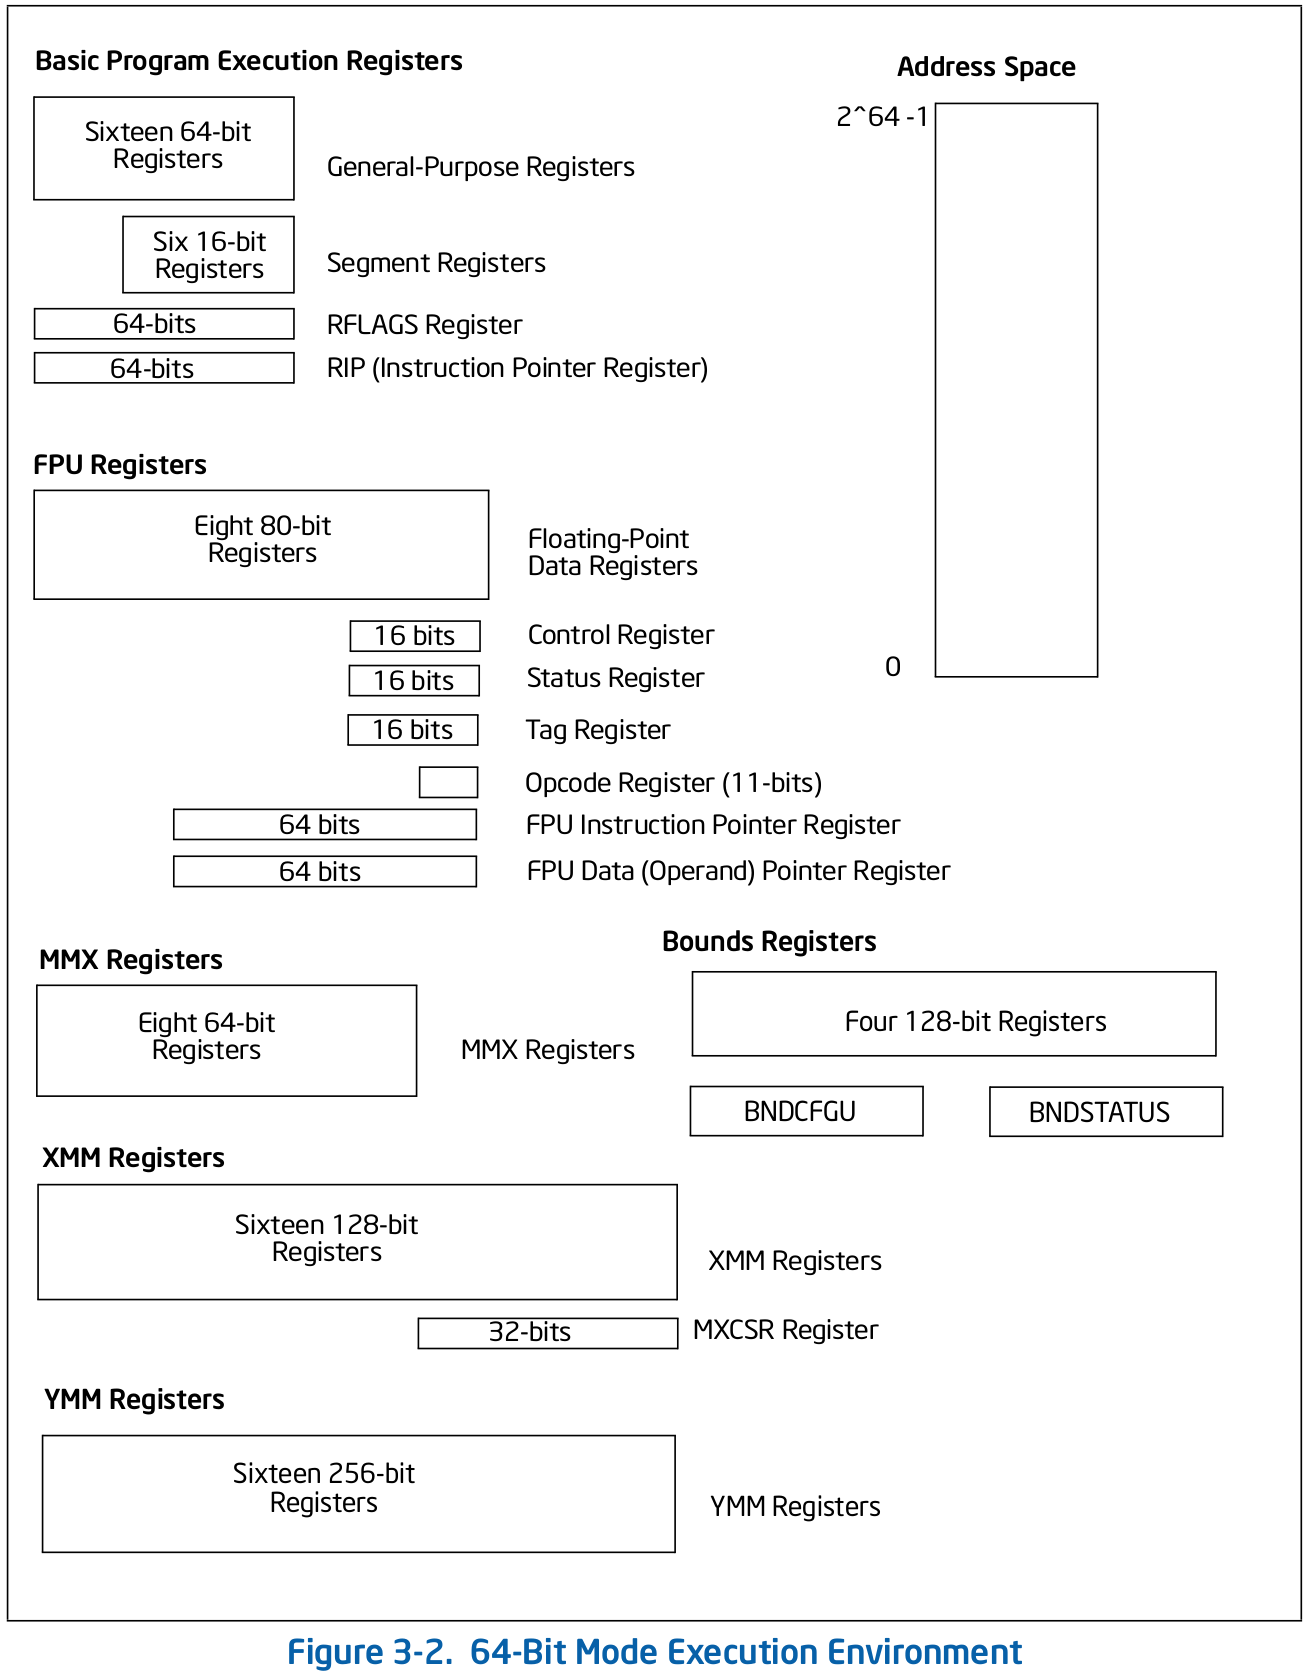 Basic Program Execution Registers
Address Space
2^64 -1
Sixteen 64-bit
Registers
General-Purpose Registers
Six 16-bit
Registers
Segment Registers
64-bits
RFLAGS Register
64-bits
RIP (Instruction Pointer Register)
FPU Registers
Eight 80-bit
Registers
Floating-Point
Data Registers
16 bits
Control Register
0
16 bits
Status Register
16 bits
Tag Register
Opcode Register (11-bits)
64 bits
FPU Instruction Pointer Register
64 bits
FPU Data (Operand) Pointer Register
MMX Registers
Eight 64-bit
Registers
MMX Registers
Bounds Registers
Four 128-bit Registers
BNDCFGU
BNDSTATUS
XMM Registers
Sixteen 128-bit
Registers
XMM Registers
32-bits
MXCSR Register
YMM Registers
Sixteen 256-bit
Registers
YMM Registers
Figure 3-2. 64-Bit Mode Execution Environment